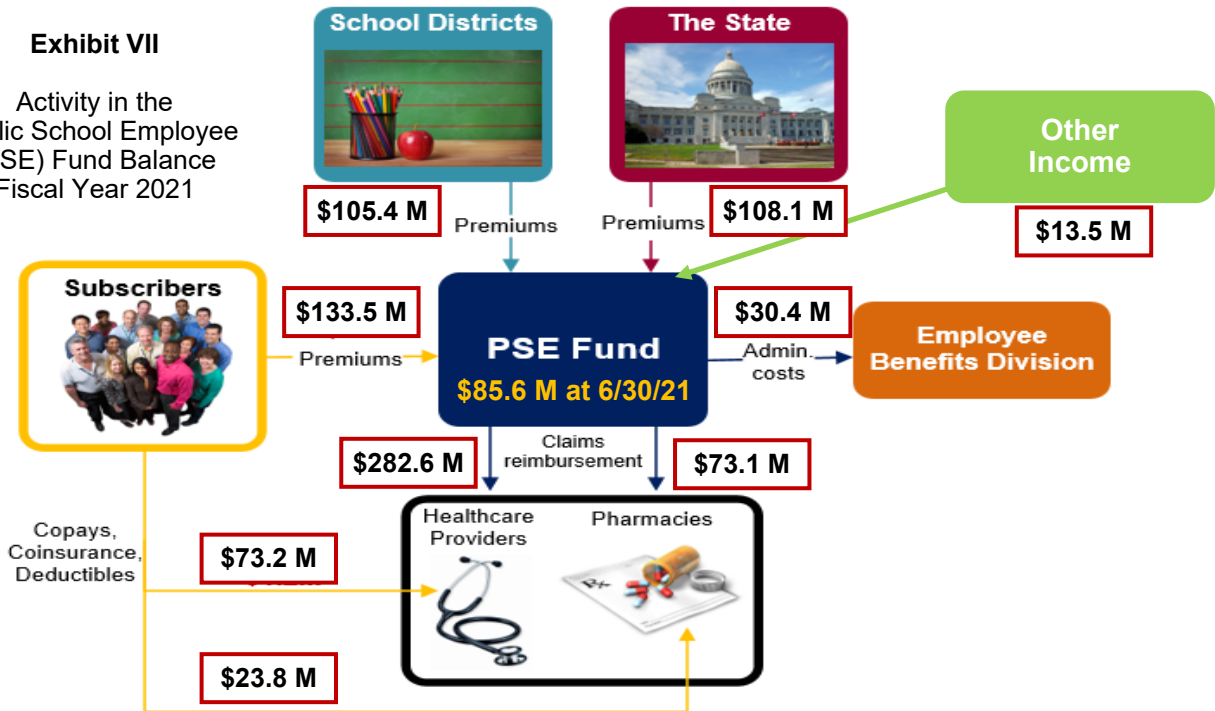 Exhibit VII
Activity in the
lic School Employee
SE) Fund Balance
Fiscal Year 2021
School Districts
The State
Other
Income
$105.4 M
Premiums
Premiums
$108.1 M
$13.5 M
Subscribers
$133.5 M
Premiums
PSE Fund
$85.6 M at 6/30/21
$30.4 M
Admin.
costs
Employee
Benefits Division
$282.6 M
Claims
reimbursement
$73.1 M
Healthcare
Providers
Pharmacies
Copays,
Coinsurance,
Deductibles
$73.2 M
$23.8 M